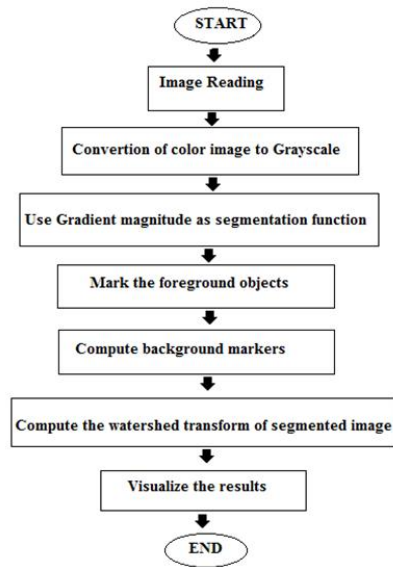 START
Image Reading
Convertion of color image to Grayscale
Use Gradient magnitude as segmentation function
Mark the foreground objects
Compute background markers
Compute the watershed transform of segmented image
Visualize the results
END